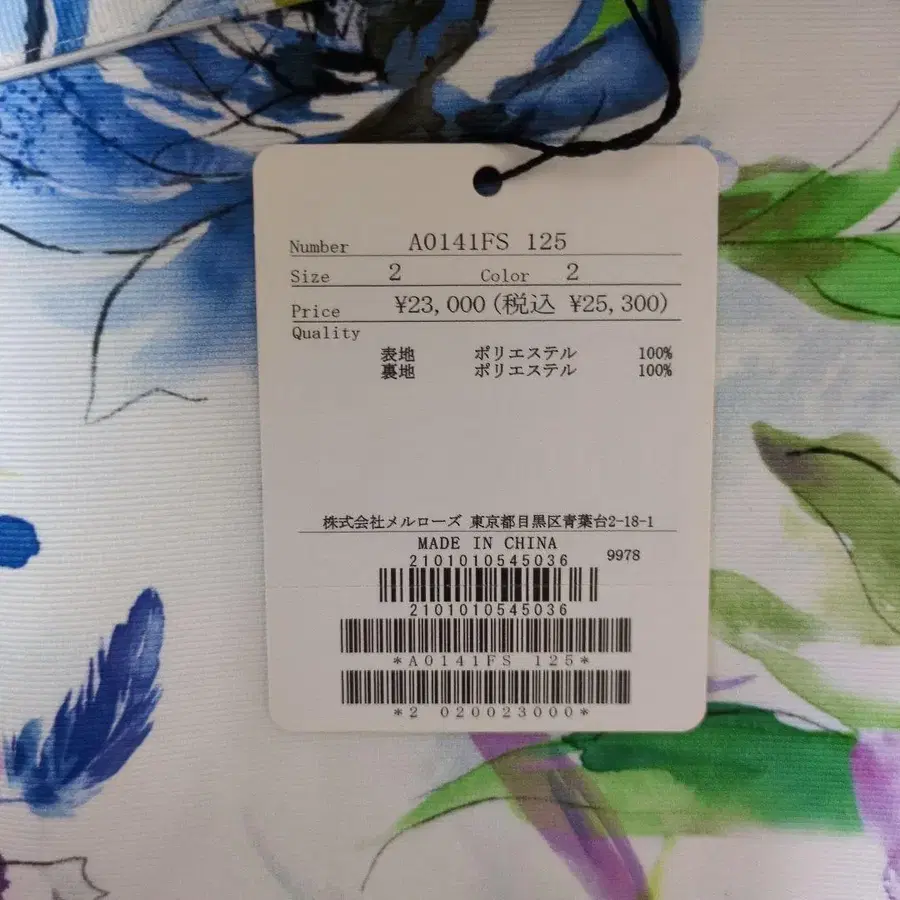 Number A0141FS 125
Size 2 Color 2
Price ¥23,000(税込 ¥25,300)
Quality
表地 ポリエステル 100%
裏地 ポリエステル 100%
株式会社メルローズ 東京都目黒区青葉台2-18-1
MADE IN CHINA
2101010545036 9978
2101010545036
*A0141FS 125*
*2 020023000*